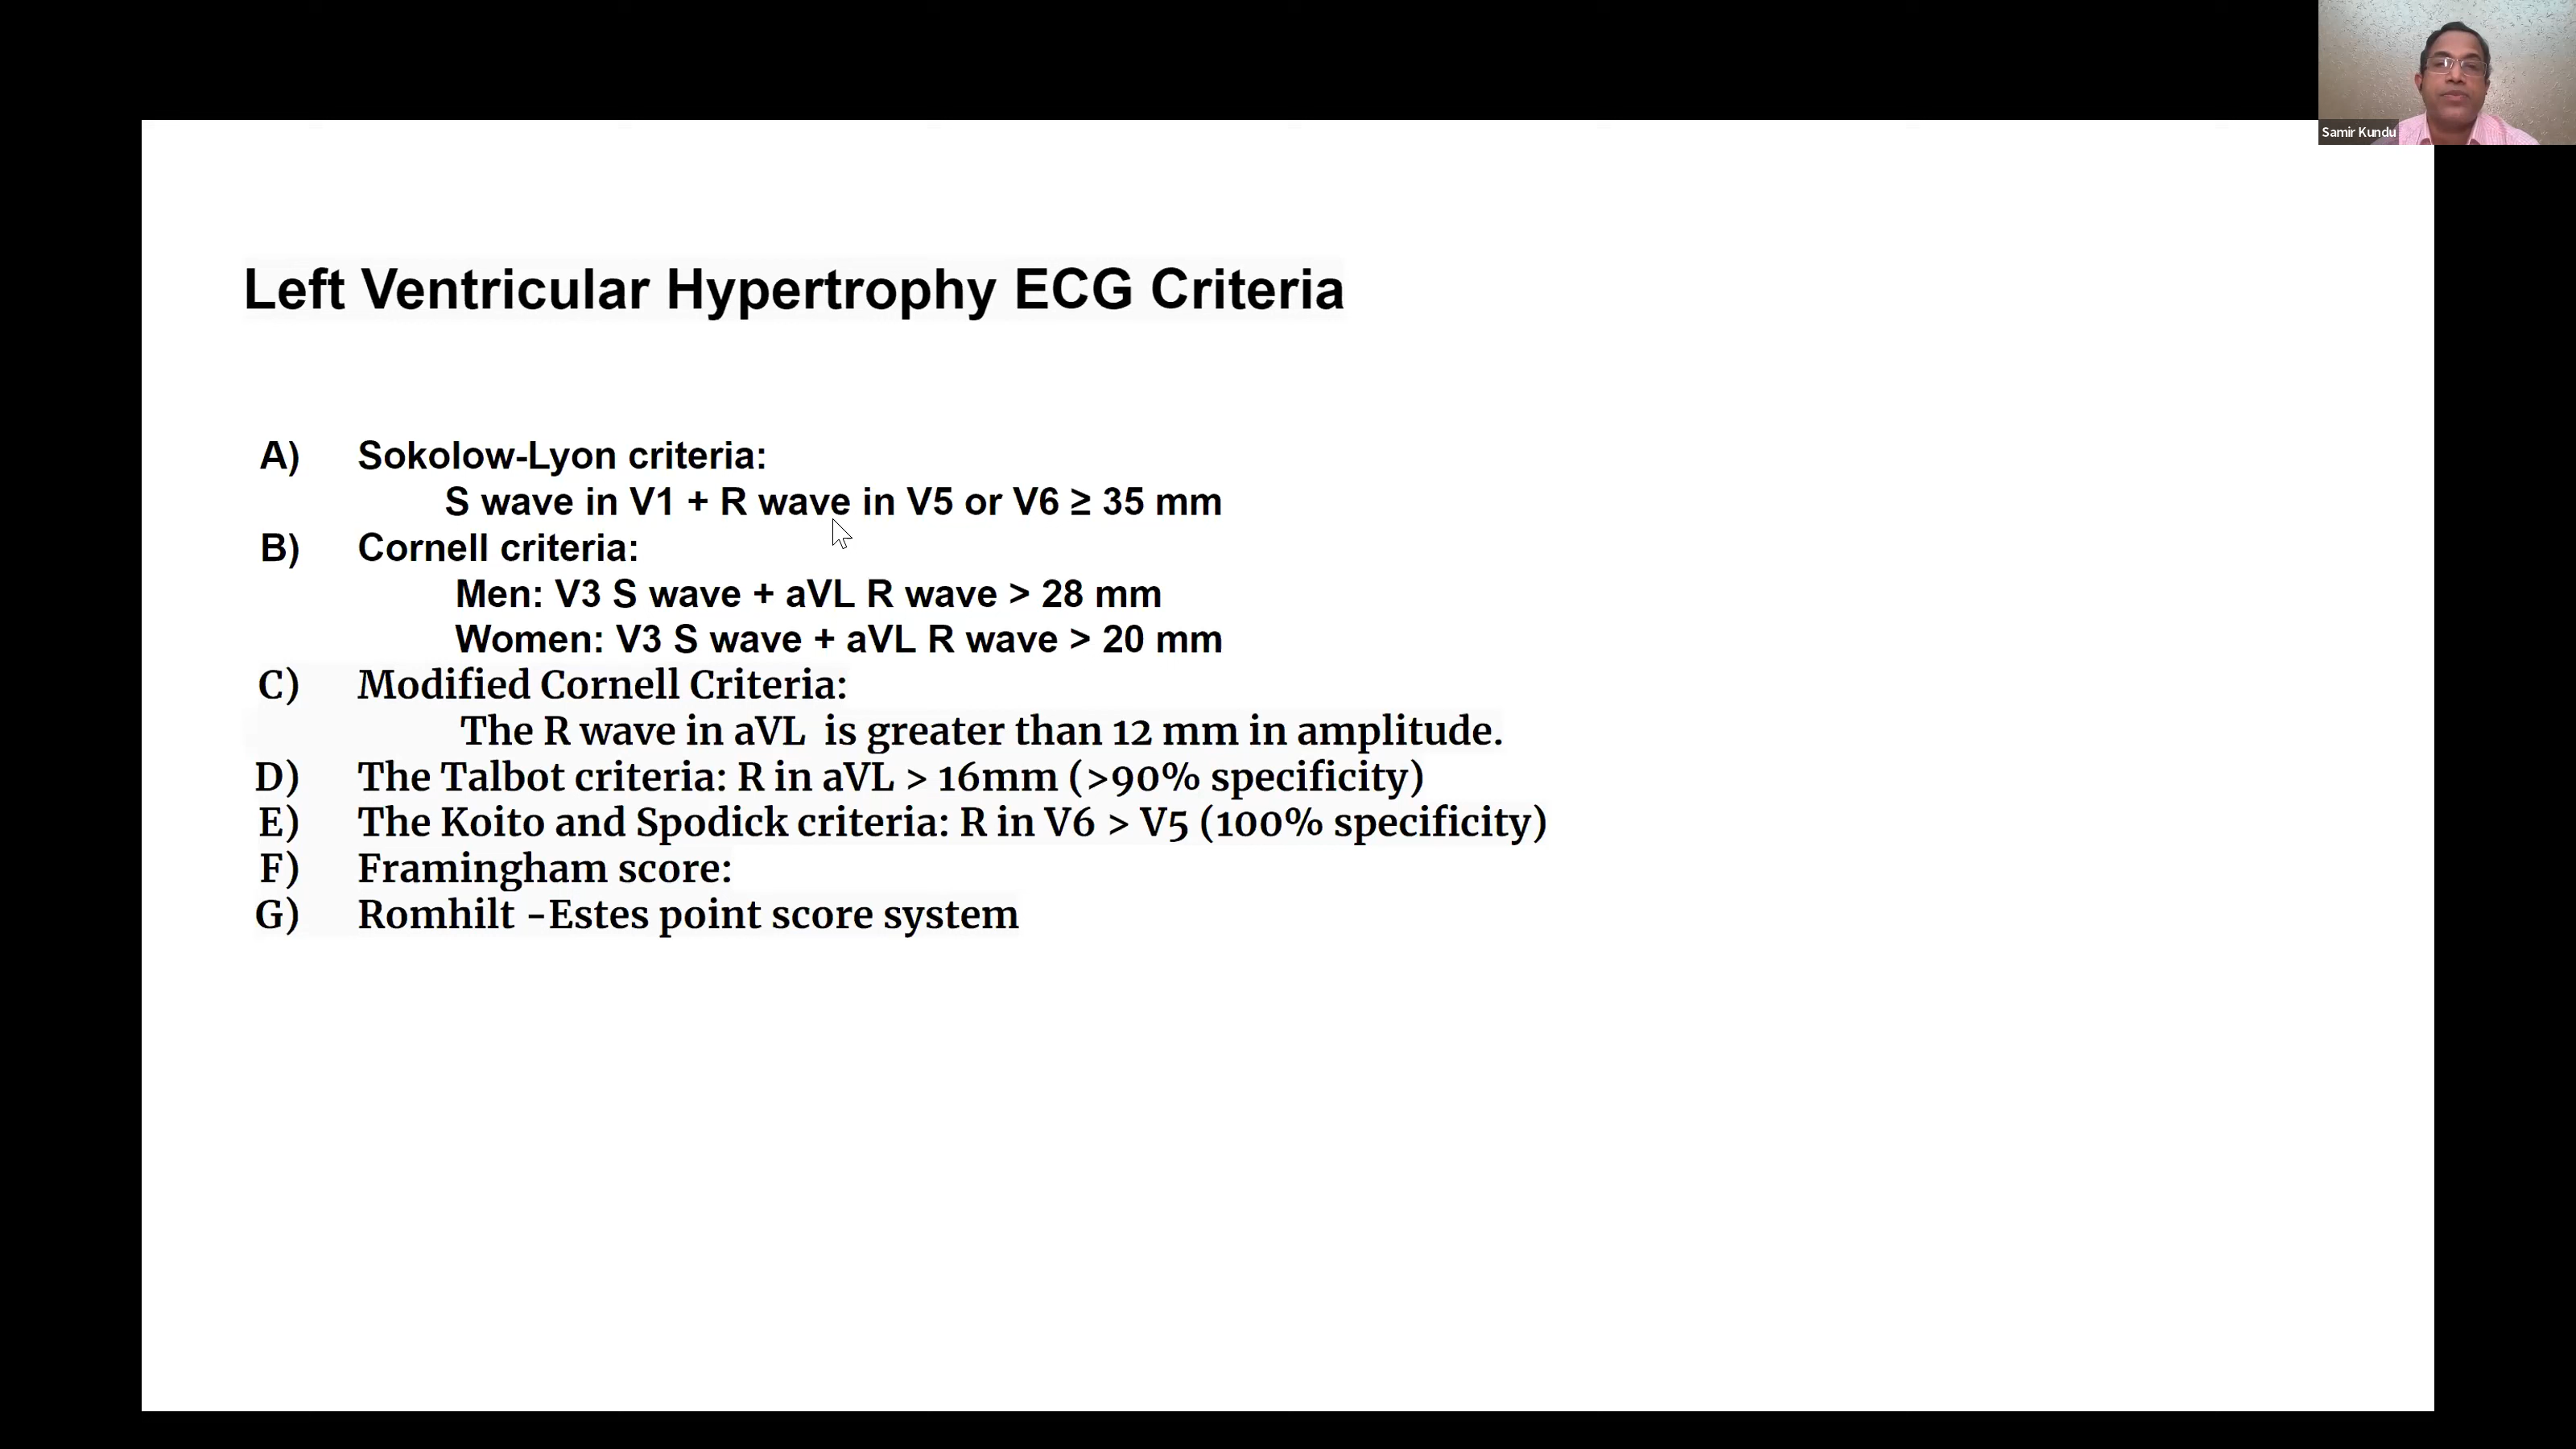 Samir Kundu
Left Ventricular Hypertrophy ECG Criteria
A) Sokolow-Lyon criteria:
S wave in V1 + R wave in V5 or V6 ≥ 35 mm
B) Cornell criteria:
Men: V3 S wave + aVL R wave > 28 mm
Women: V3 S wave + aVL R wave > 20 mm
C) Modified Cornell Criteria:
The R wave in aVL is greater than 12 mm in amplitude.
D) The Talbot criteria: R in aVL > 16mm (>90% specificity)
E) The Koito and Spodick criteria: R in V6 > V5 (100% specificity)
F) Framingham score:
G) Romhilt -Estes point score system